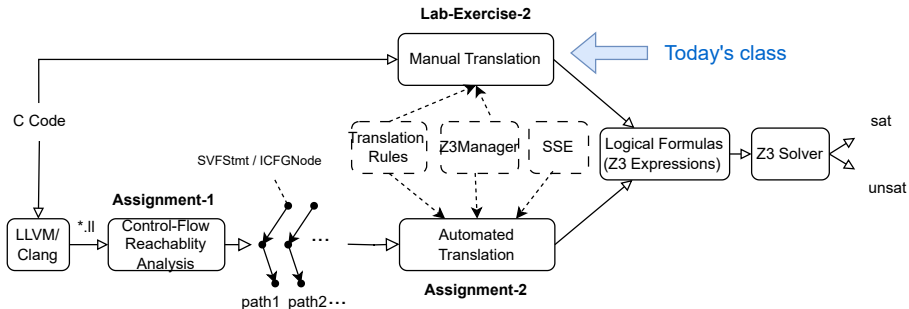 Lab-Exercise-2
Manual Translation
Today's class
C Code
Translation
Rules
Z3Manager
SSE
Logical Formulas
(Z3 Expressions)
Z3 Solver
sat
unsat
SVFStmt / ICFGNode
Assignment-1
LLVM/
Clang
*.ll
Control-Flow
Reachablity
Analysis
...
path1
path2...
Automated
Translation
Assignment-2